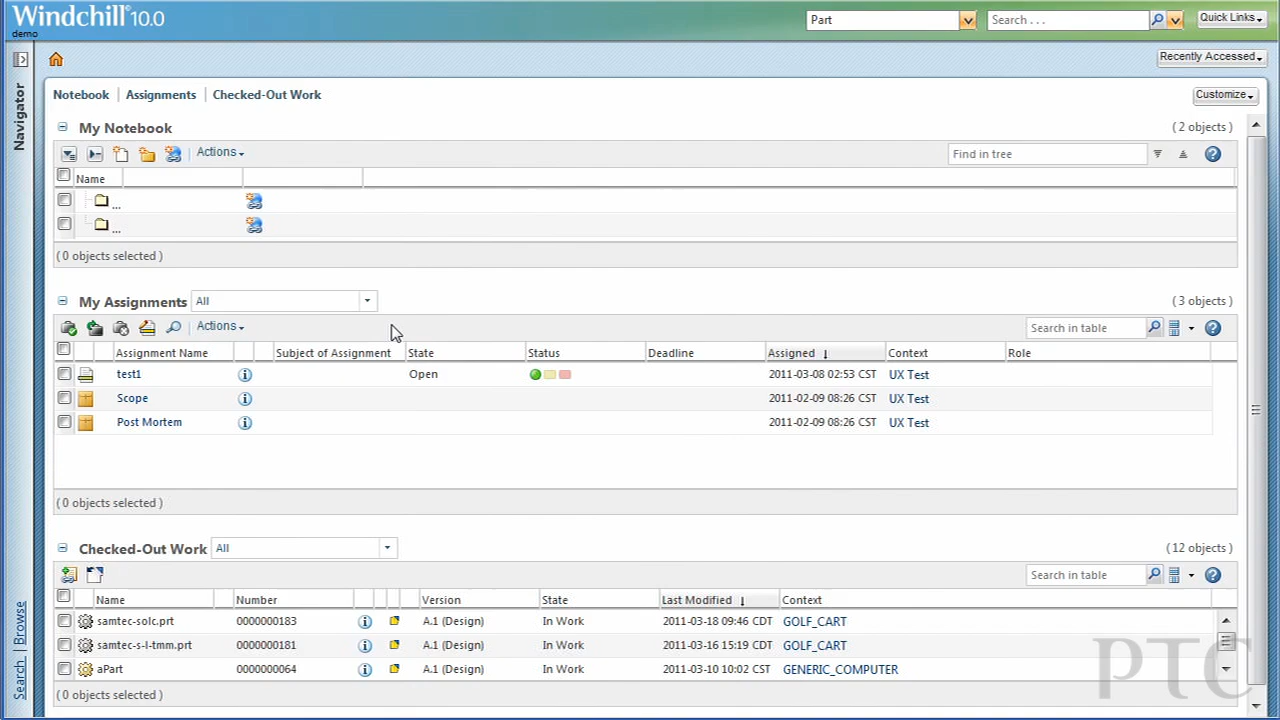 Windchill 10.0
demo
Part
Search . . .
Quick Links
Recently Accessed
Navigator
Search
Browse
Notebook | Assignments | Checked-Out Work
Customize
My Notebook
( 2 objects )
Actions
Find in tree
Name
...
...
( 0 objects selected )
My Assignments
All
( 3 objects )
Actions
Search in table
Assignment Name Subject of Assignment State Status Deadline Assigned Context Role
test1 Open 2011-03-08 02:53 CST UX Test
Scope 2011-02-09 08:26 CST UX Test
Post Mortem 2011-02-09 08:26 CST UX Test
( 0 objects selected )
Checked-Out Work
All
( 12 objects )
Search in table
Name Number Version State Last Modified Context
samtec-solc.prt 0000000183 A.1 (Design) In Work 2011-03-18 09:46 CDT GOLF_CART
samtec-s-l-tmm.prt 0000000181 A.1 (Design) In Work 2011-03-16 15:19 CDT GOLF_CART
aPart 0000000064 A.1 (Design) In Work 2011-03-10 10:02 CST GENERIC_COMPUTER
( 0 objects selected )
PTC